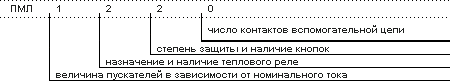 ПМЛ 1 2 2 0
число контактов вспомогательной цепи
степень защиты и наличие кнопок
назначение и наличие теплового реле
величина пускателей в зависимости от номинального тока